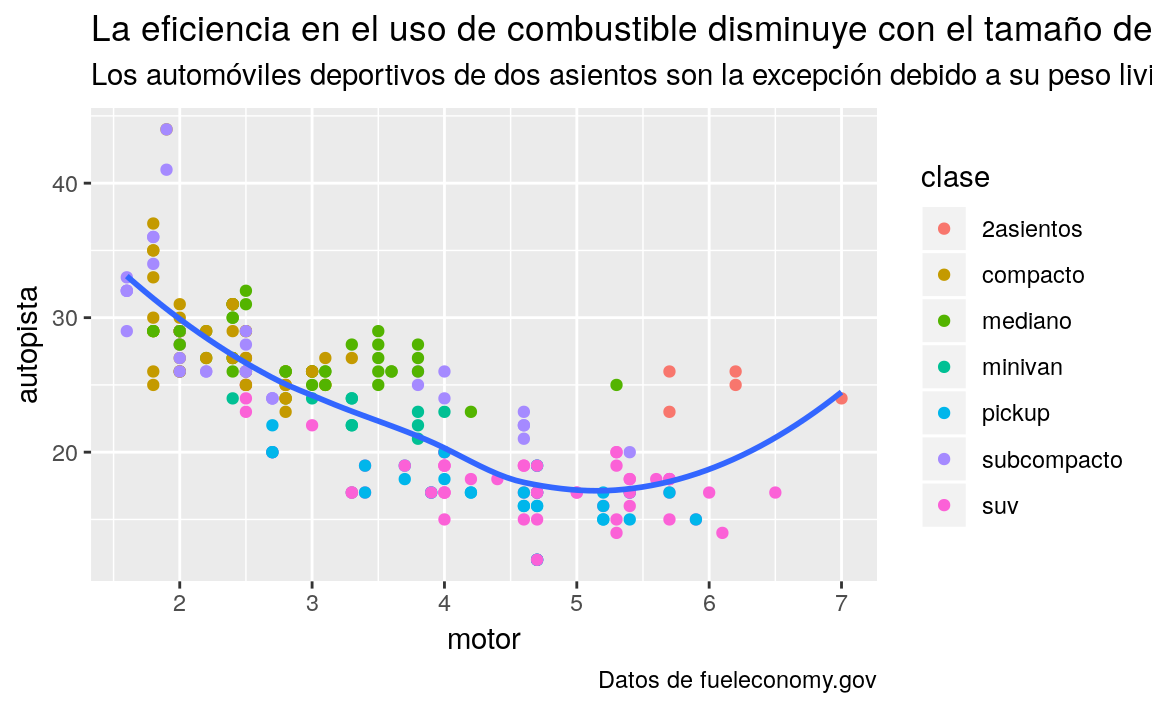 La eficiencia en el uso de combustible disminuye con el tamaño de
Los automóviles deportivos de dos asientos son la excepción debido a su peso livi
autopista
40
30
20
2 3 4 5 6 7
motor
clase
2asientos
compacto
mediano
minivan
pickup
subcompacto
suv
Datos de fueleconomy.gov